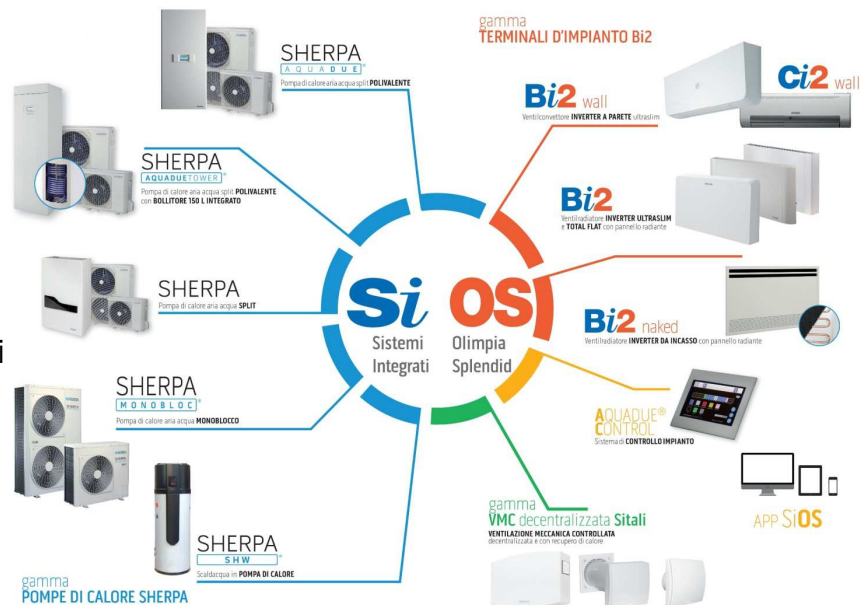 SHERPA
AQUADUE®
Pompa di calore aria acqua split POLIVALENTE
SHERPA
AQUADUETOWER®
Pompa di calore aria acqua split POLIVALENTE
con BOLLITORE 150 L INTEGRATO
SHERPA
Pompa di calore aria acqua SPLIT
i
SHERPA
MONOBLOC®
Pompa di calore aria acqua MONOBLOCCO
SHERPA
SHW®
Scaldacqua in POMPA DI CALORE
gamma
POMPE DI CALORE SHERPA
Si OS
Sistemi Olimpia
Integrati Splendid
gamma
TERMINALI D'IMPIANTO Bi2
Bi2 wall
Ventilconvettore INVERTER A PARETE ultraslim
Ci2 wall
Bi2
Ventilradiatore INVERTER ULTRASLIM
e TOTAL FLAT con pannello radiante
Bi2 naked
Ventilradiatore INVERTER DA INCASSO con pannello radiante
AQUADUE®
CONTROL
Sistema di CONTROLLO IMPIANTO
APP SiOS
gamma
VMC decentralizzata Sitali
VENTILAZIONE MECCANICA CONTROLLATA
decentralizzata e con recupero di calore